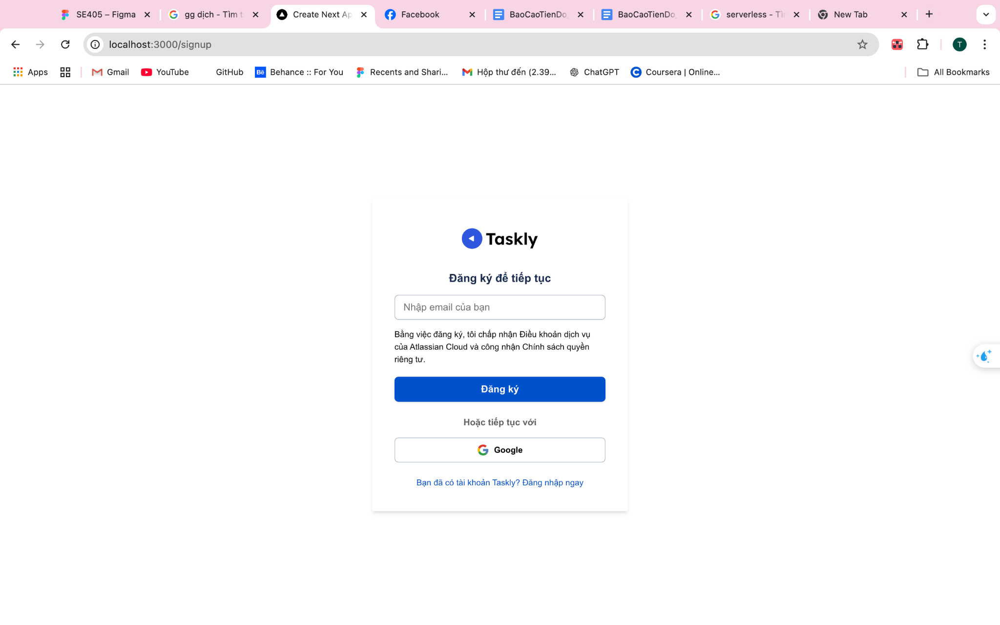 SE405 – Figma
gg dịch - Tìm t
Create Next Ap
Facebook
BaoCaoTienDo_
BaoCaoTienDo_
serverless - Tì
New Tab
localhost:3000/signup
T
Apps
Gmail
YouTube
GitHub
Bē
Behance :: For You
Recents and Shari...
Hộp thư đến (2.39...
ChatGPT
Coursera | Online...
All Bookmarks
Taskly
Đăng ký để tiếp tục
Nhập email của bạn
Bằng việc đăng ký, tôi chấp nhận Điều khoản dịch vụ
của Atlassian Cloud và công nhận Chính sách quyền
riêng tư.
Đăng ký
Hoặc tiếp tục với
Google
Bạn đã có tài khoản Taskly? Đăng nhập ngay